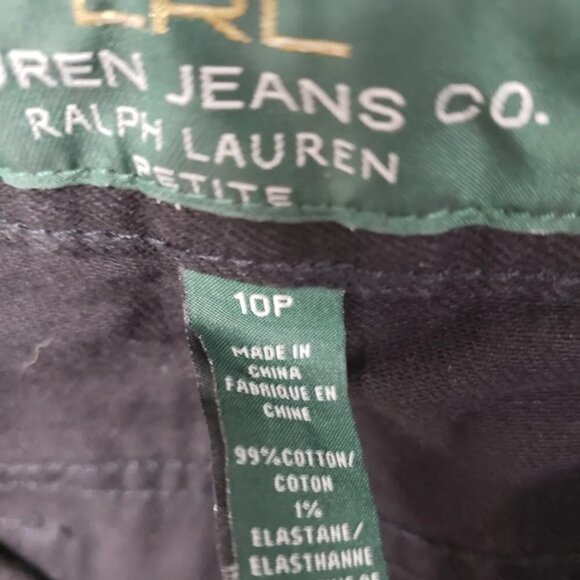 LRL
UREN JEANS CO.
RALPH LAUREN
PETITE
10P
MADE IN
CHINA
FABRIQUE EN
CHINE
99%COTTON/
COTON
1%
ELASTANE/
ELASTHANNE